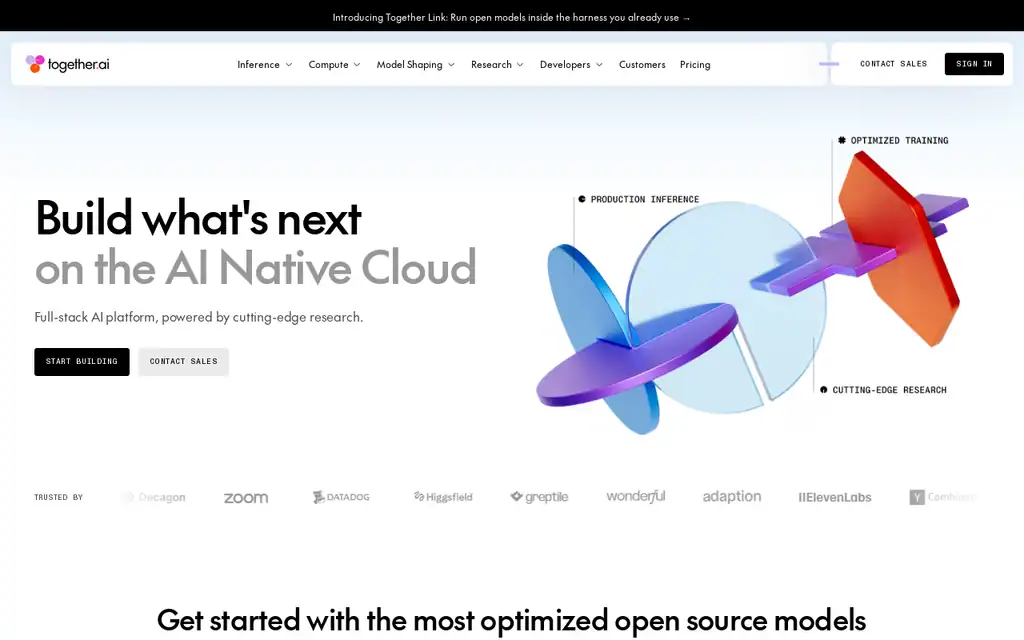 Introducing Together Link: Run open models inside the harness you already use →
together.ai
Inference
Compute
Model Shaping
Research
Developers
Customers
Pricing
CONTACT SALES
SIGN IN
OPTIMIZED TRAINING
PRODUCTION INFERENCE
Build what's next
on the AI Native Cloud
Full-stack AI platform, powered by cutting-edge research.
START BUILDING
CONTACT SALES
CUTTING-EDGE RESEARCH
TRUSTED BY
Decagon
zoom
DATADOG
Higgsfield
greptile
wonderful
adaption
IIElevenLabs
Y
Get started with the most optimized open source models